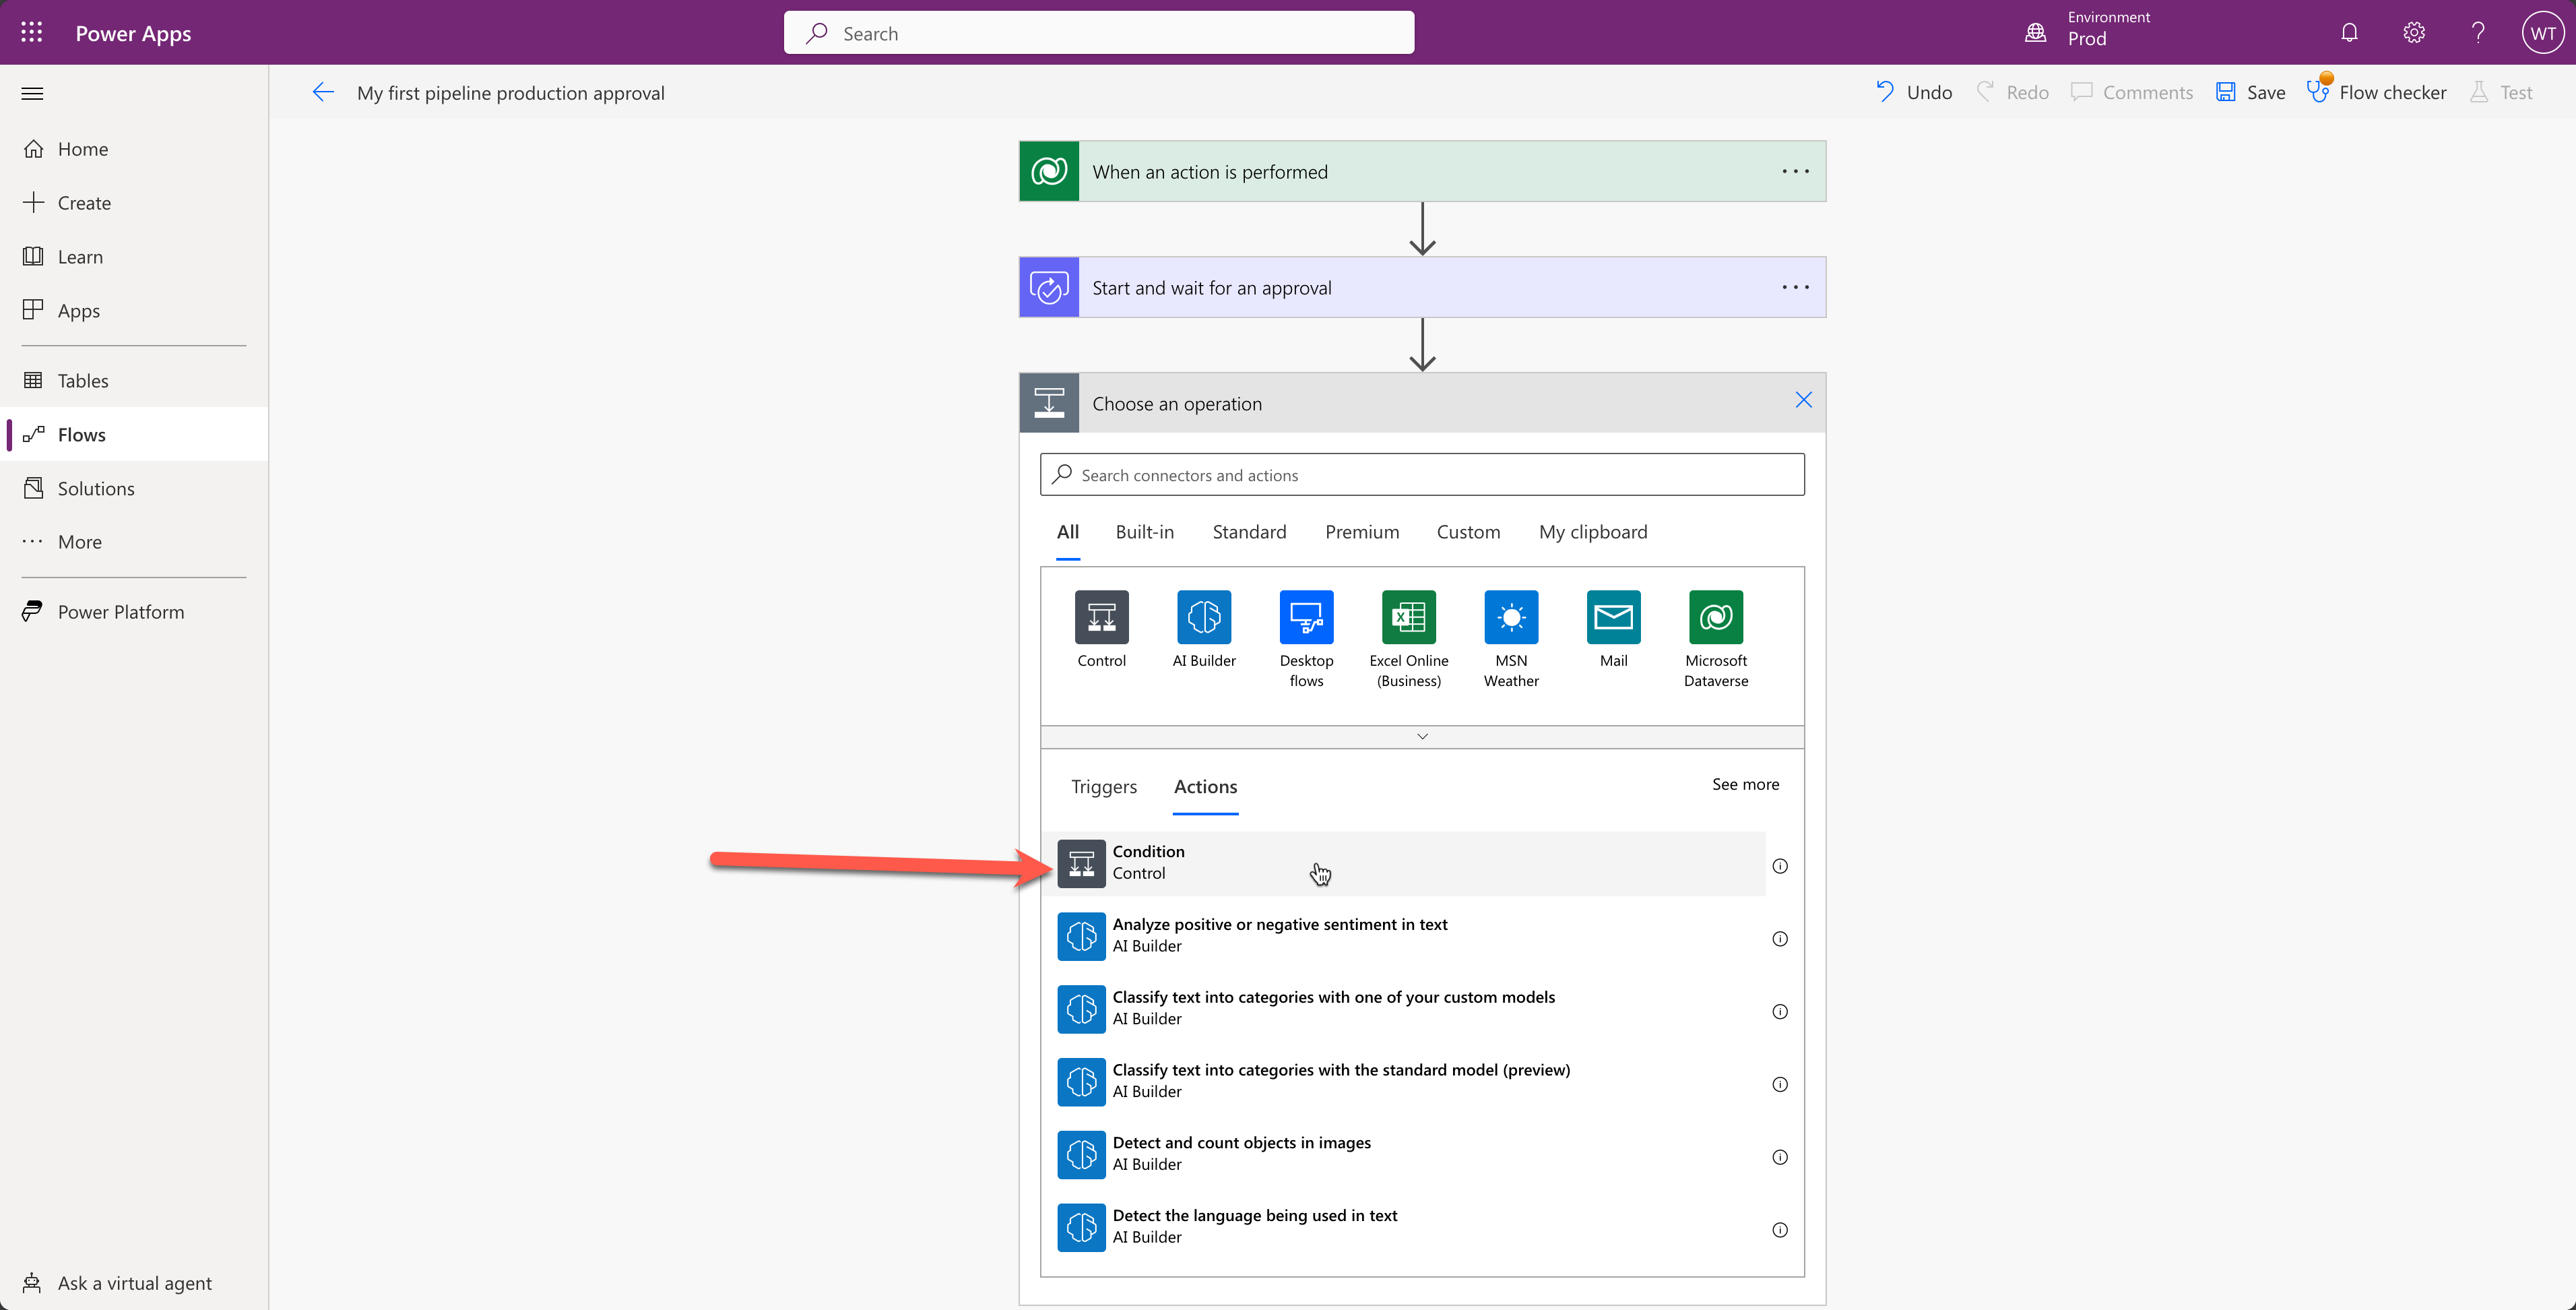 Power Apps
Search
Environment
Prod
WT
My first pipeline production approval
Undo
Redo
Comments
Save
Flow checker
Test
Home
Create
Learn
Apps
Tables
Flows
Solutions
More
Power Platform
Ask a virtual agent
When an action is performed
Start and wait for an approval
Choose an operation
Search connectors and actions
All
Built-in
Standard
Premium
Custom
My clipboard
Control
AI Builder
Desktop
flows
Excel Online
(Business)
MSN
Weather
Mail
Microsoft
Dataverse
Triggers
Actions
See more
Condition
Control
Analyze positive or negative sentiment in text
AI Builder
Classify text into categories with one of your custom models
AI Builder
Classify text into categories with the standard model (preview)
AI Builder
Detect and count objects in images
AI Builder
Detect the language being used in text
AI Builder